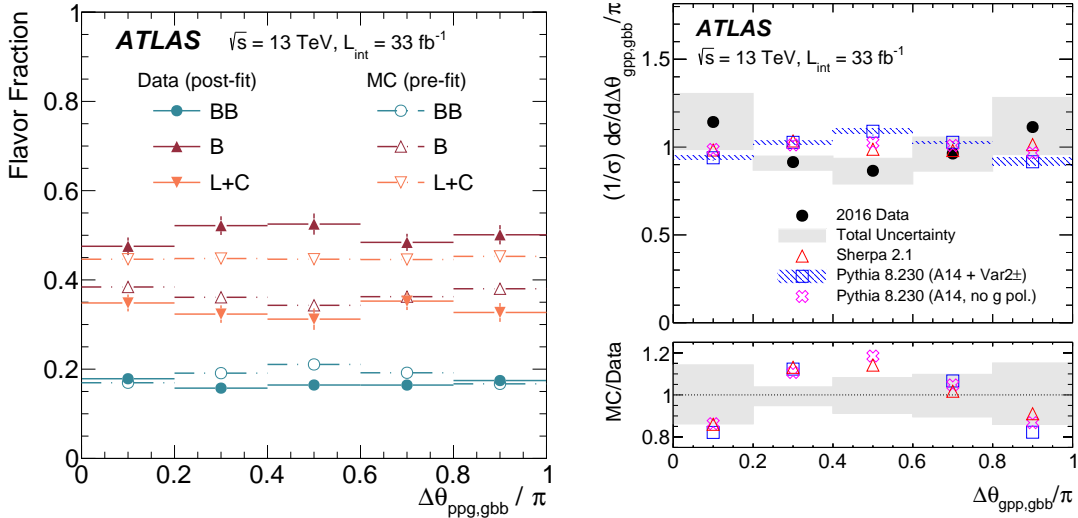 Flavor Fraction
1
0.8
0.6
0.4
0.2
0
ATLAS √s = 13 TeV, L_int = 33 fb⁻¹
Data (post-fit) MC (pre-fit)
BB BB
B B
L+C L+C
0 0.2 0.4 0.6 0.8 1
Δθ_ppg,gbb / π
(1/σ) dσ/dΔθ_gpp,gbb/π
1.5
1
0.5
0
ATLAS
√s = 13 TeV, L_int = 33 fb⁻¹
2016 Data
Total Uncertainty
Sherpa 2.1
Pythia 8.230 (A14 + Var2±)
Pythia 8.230 (A14, no g pol.)
MC/Data
1.2
1
0.8
0 0.2 0.4 0.6 0.8 1
Δθ_gpp,gbb/π